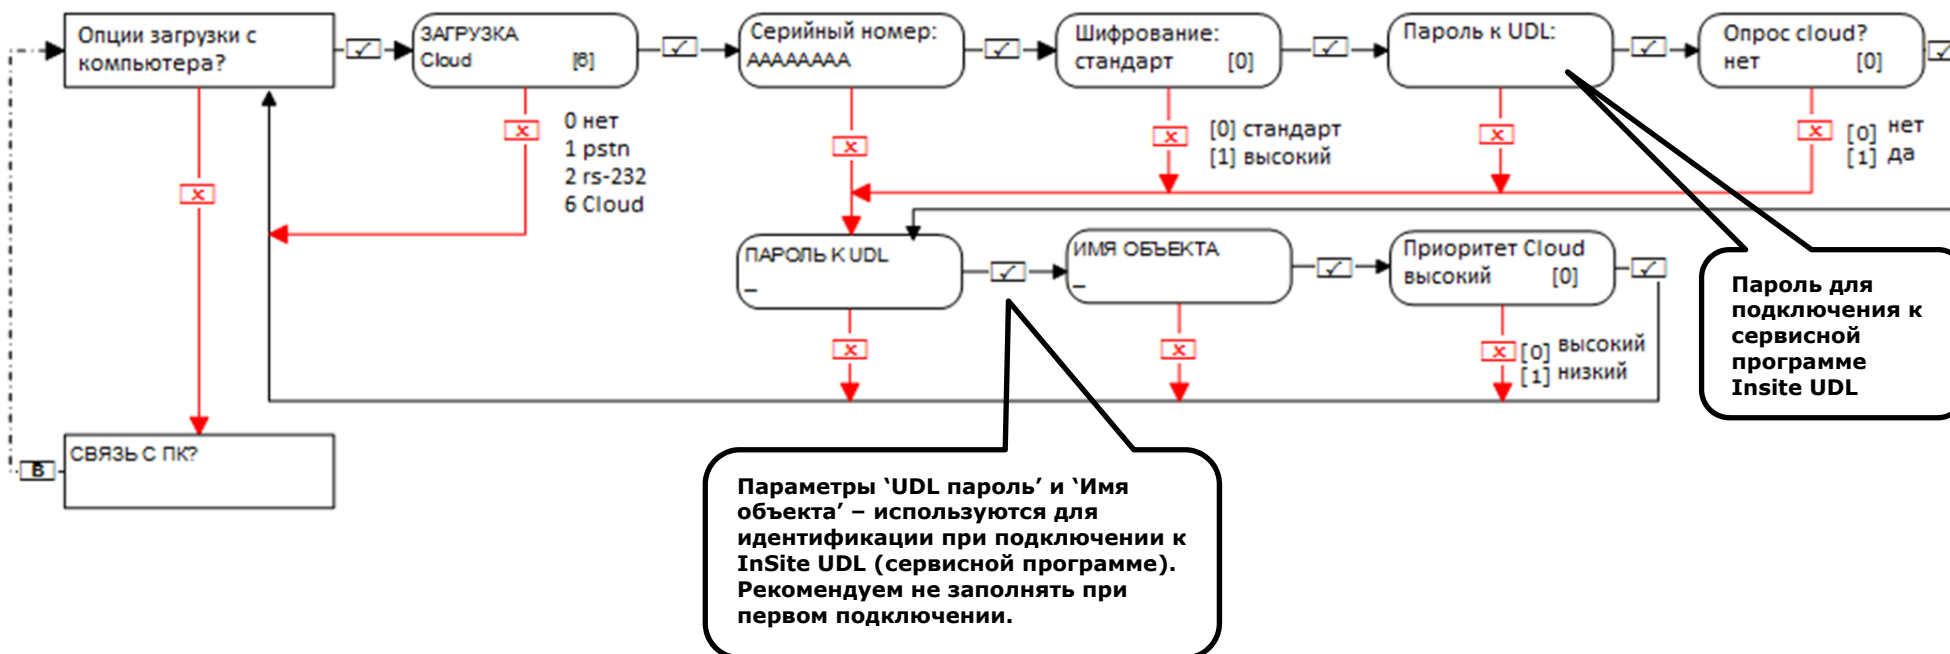 Опции загрузки с
компьютера?
ЗАГРУЗКА
Cloud [6]
Серийный номер:
AAAAAAAA
Шифрование:
стандарт [0]
Пароль к UDL:
Опрос cloud?
нет [0]
0 нет
1 pstn
2 rs-232
6 Cloud
[0] стандарт
[1] высокий
[0] нет
[1] да
ПАРОЛЬ К UDL
_
ИМЯ ОБЪЕКТА
_
Приоритет Cloud
высокий [0]
[0] высокий
[1] низкий
Пароль для
подключения к
сервисной
программе
Insite UDL
СВЯЗЬ С ПК?
B
Параметры ‘UDL пароль’ и ‘Имя
объекта’ – используются для
идентификации при подключении к
InSite UDL (сервисной программе).
Рекомендуем не заполнять при
первом подключении.